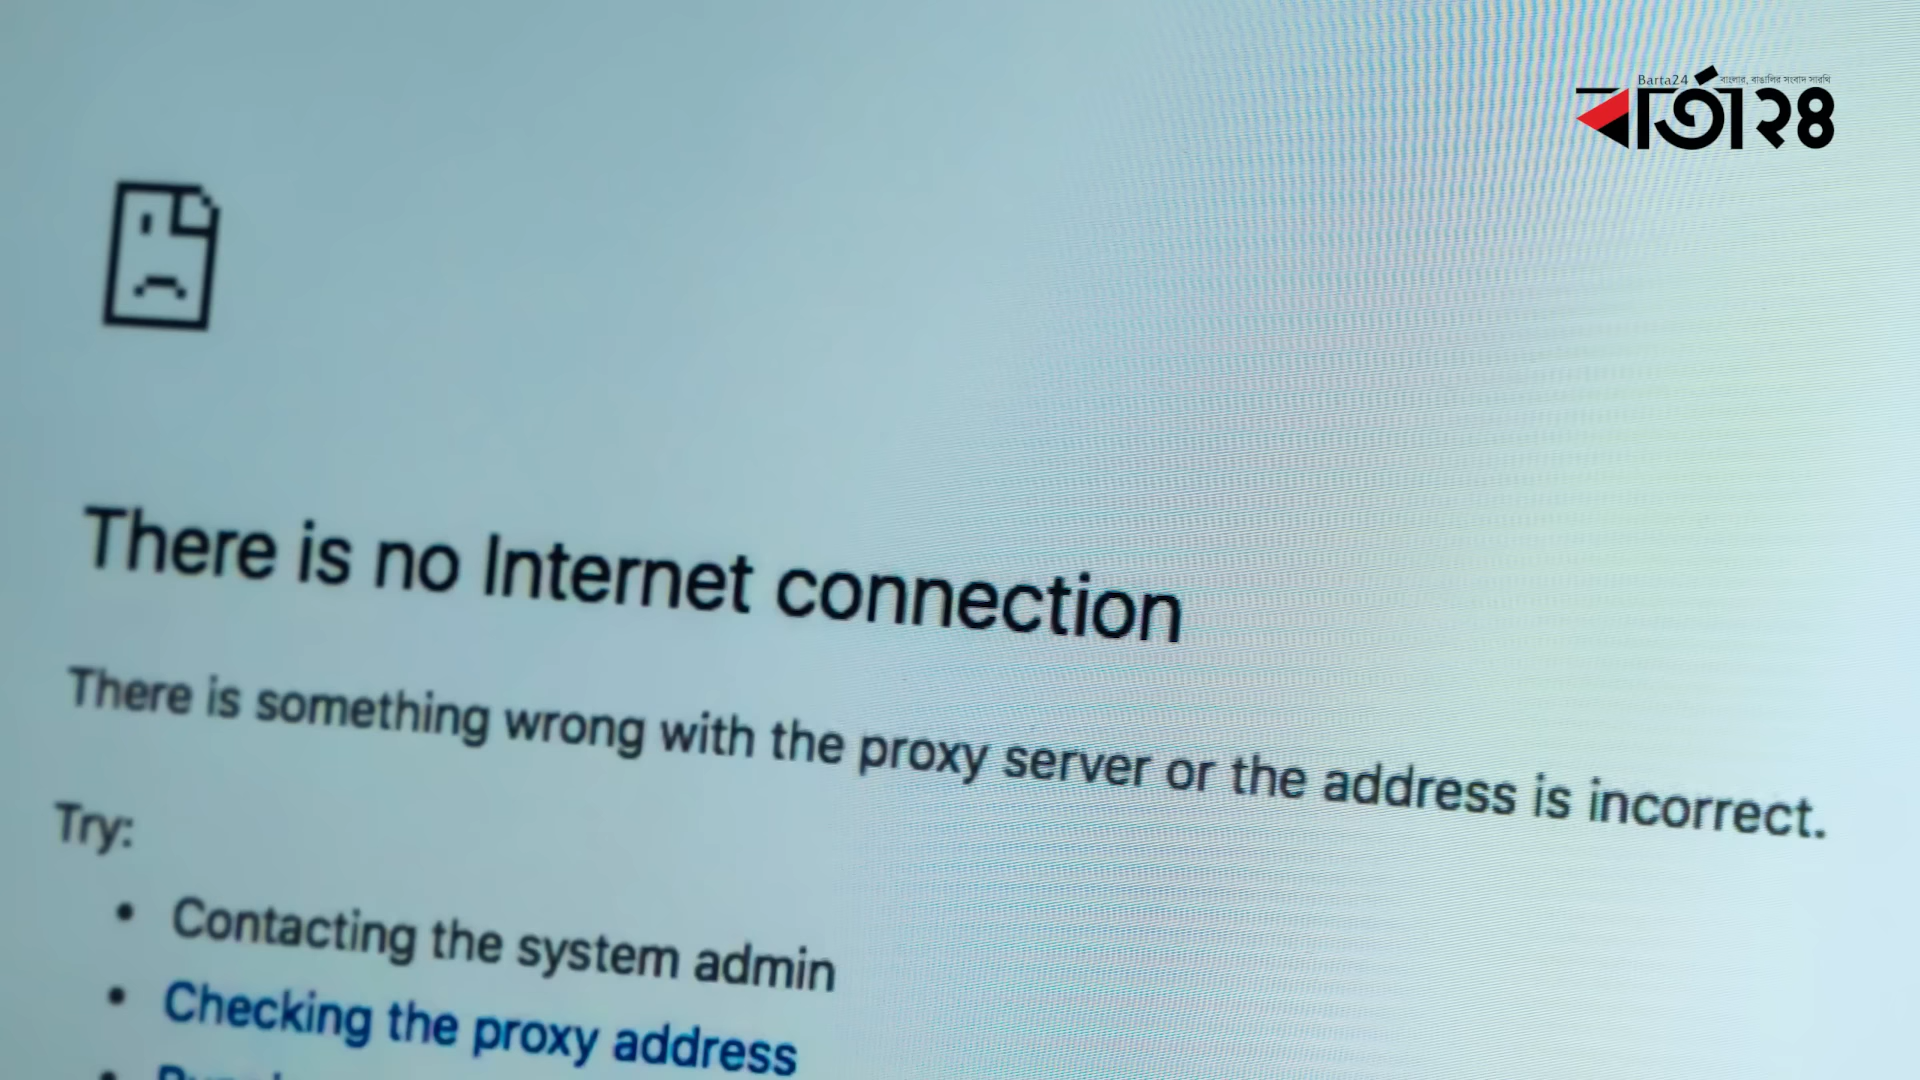 Barta24 বাংলার, বাঙালির সংবাদ সারথি
বার্তা২৪
There is no Internet connection
There is something wrong with the proxy server or the address is incorrect.
Try:
• Contacting the system admin
• Checking the proxy address